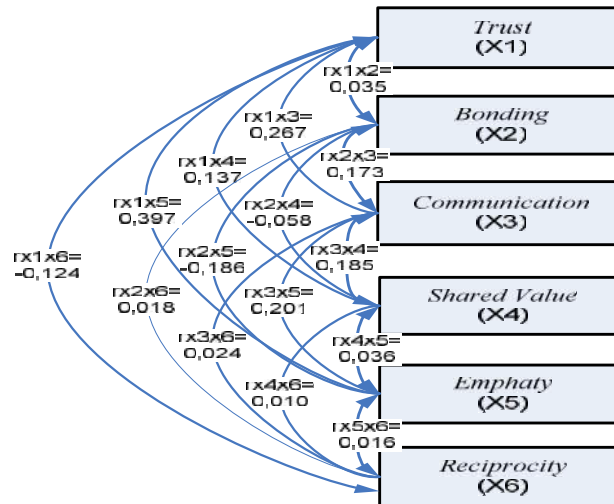 Trust
(X1)
rx1x2=
0,035
Bonding
(X2)
rx1x3=
0,267
rx2x3=
0,173
rx1x4=
0,137
rx1x5=
0,397
Communication
(X3)
rx2x4=
-0,058
rx1x6=
-0,124
rx2x5=
-0,186
rx3x4=
0,185
rx2x6=
0,018
rx3x5=
0,201
Shared Value
(X4)
rx3x6=
0,024
rx4x5=
0,036
rx4x6=
0,010
Emphaty
(X5)
rx5x6=
0,016
Reciprocity
(X6)